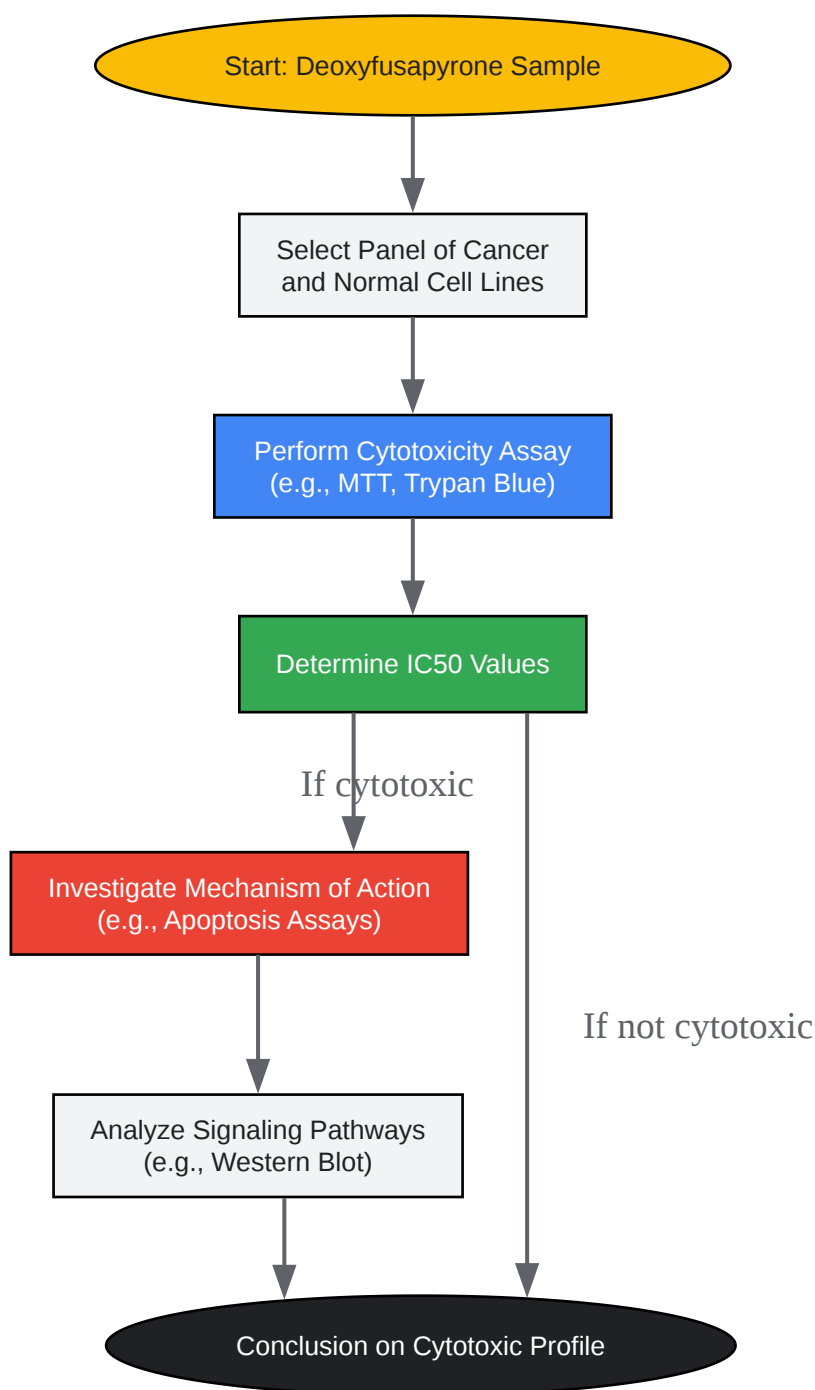 Start: Deoxyfusapyrone Sample
Select Panel of Cancer
and Normal Cell Lines
Perform Cytotoxicity Assay
(e.g., MTT, Trypan Blue)
Determine IC50 Values
If cytotoxic
Investigate Mechanism of Action
(e.g., Apoptosis Assays)
If not cytotoxic
Analyze Signaling Pathways
(e.g., Western Blot)
Conclusion on Cytotoxic Profile